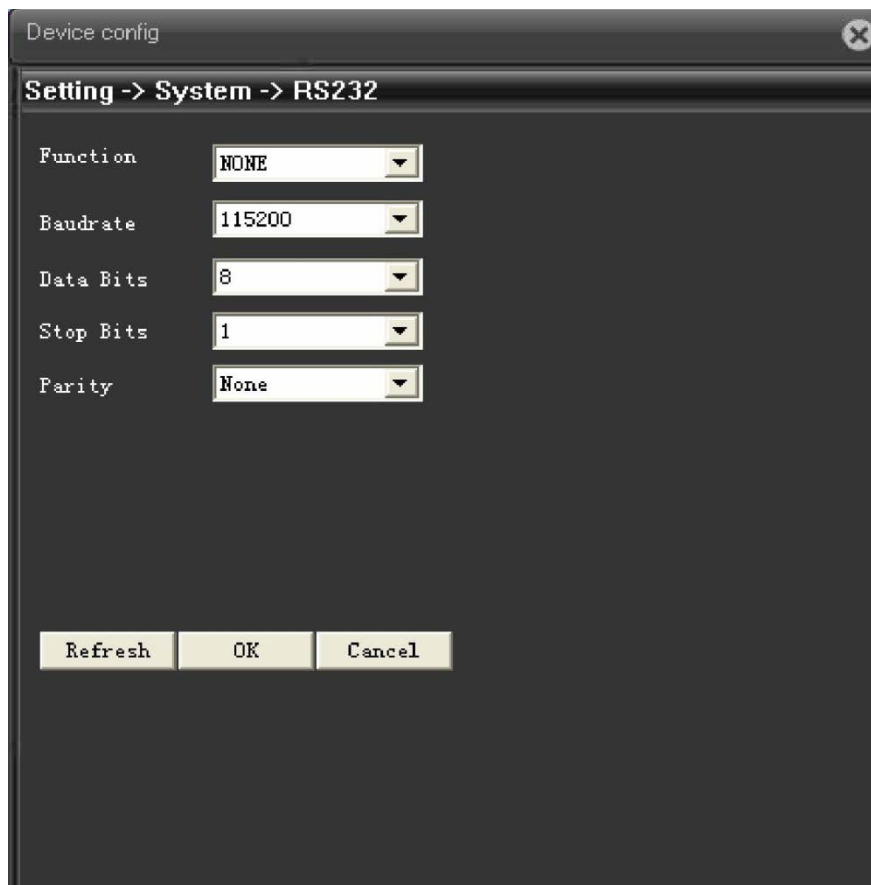 Device config
Setting -> System -> RS232
Function NONE
Baudrate 115200
Data Bits 8
Stop Bits 1
Parity None
Refresh OK Cancel